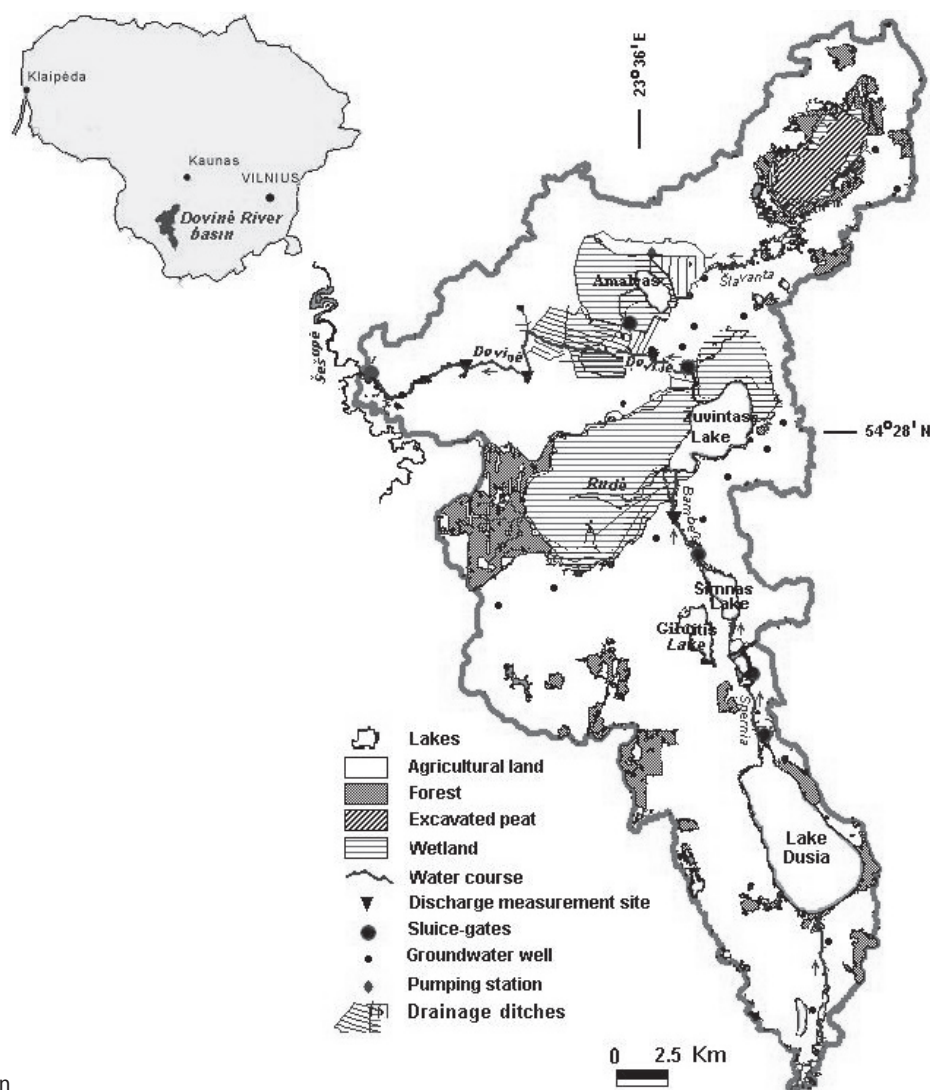 Klaipėda
Kaunas
VILNIUS
Dovinė River
basin
23°36'E
Šešupė
Amalvas
Šlavanta
Dovinė
Dovinė
Žuvintas
Lake
54°28'N
Rudė
Simnas
Lake
Lake
Spernia
Lake
Dusia
Lakes
Agricultural land
Forest
Excavated peat
Wetland
Water course
Discharge measurement site
Sluice-gates
Groundwater well
Pumping station
Drainage ditches
0 2.5 Km
n